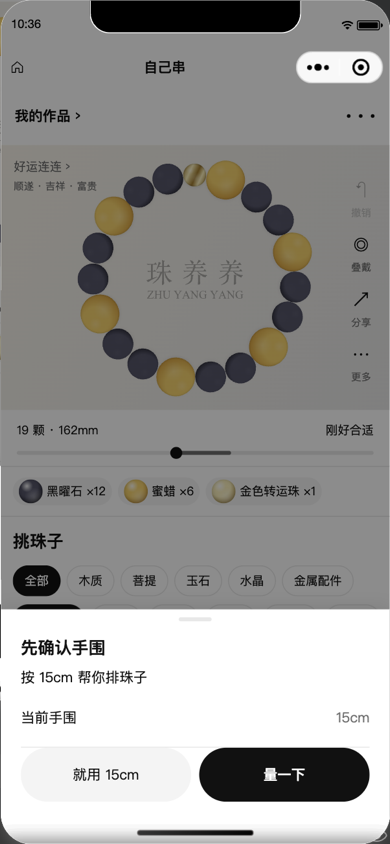 10:36
自己串
我的作品 >
好运连连 >
顺遂 · 吉祥 · 富贵
撤销
叠戴
分享
更多
珠养养
ZHU YANG YANG
19 颗 · 162mm
刚好合适
黑曜石 ×12
蜜蜡 ×6
金色转运珠 ×1
挑珠子
全部
木质
菩提
玉石
水晶
金属配件
先确认手围
按 15cm 帮你排珠子
当前手围
15cm
就用 15cm
量一下